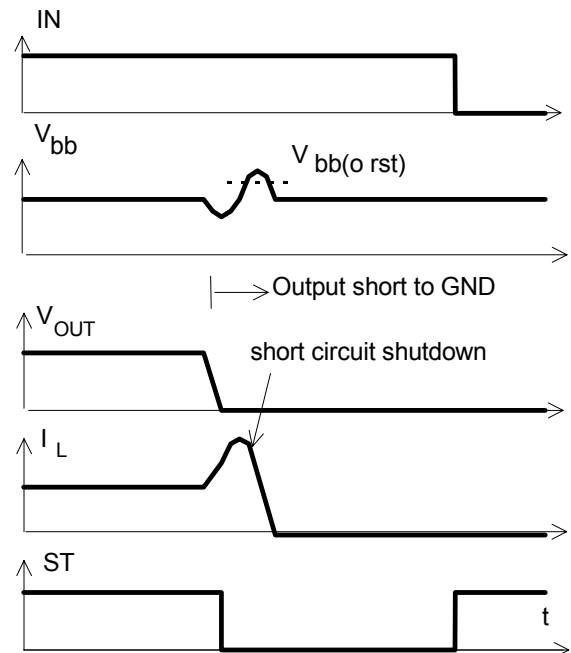 IN
V bb
V bb(o rst)
Output short to GND
V OUT
short circuit shutdown
I L
ST
t